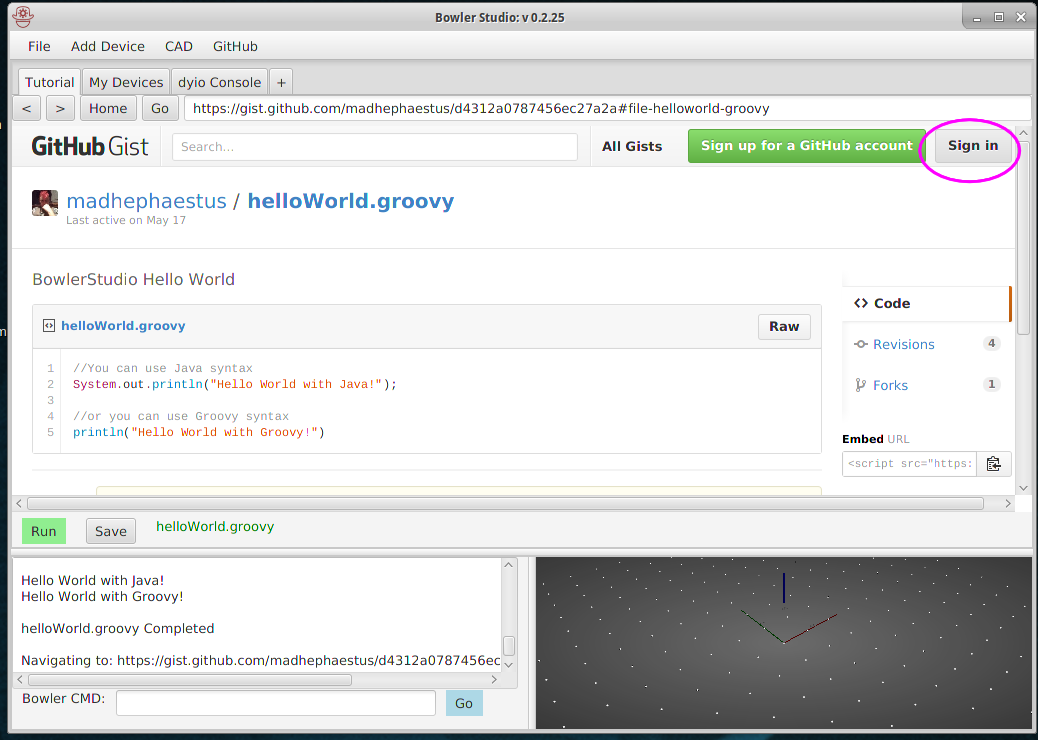 Bowler Studio: v 0.2.25
File Add Device CAD GitHub
Tutorial My Devices dyio Console +
< > Home Go https://gist.github.com/madhephaestus/d4312a0787456ec27a2a#file-helloworld-groovy
GitHub Gist Search... All Gists Sign up for a GitHub account Sign in
madhephaestus / helloWorld.groovy
Last active on May 17
BowlerStudio Hello World
<> Code
helloWorld.groovy Raw
Revisions 4
1 //You can use Java syntax
2 System.out.println("Hello World with Java!");
Forks 1
3
4 //or you can use Groovy syntax
5 println("Hello World with Groovy!")
Embed URL
<script src="https:
Run Save helloWorld.groovy
Hello World with Java!
Hello World with Groovy!
helloWorld.groovy Completed
Navigating to: https://gist.github.com/madhephaestus/d4312a0787456ec
Bowler CMD: Go